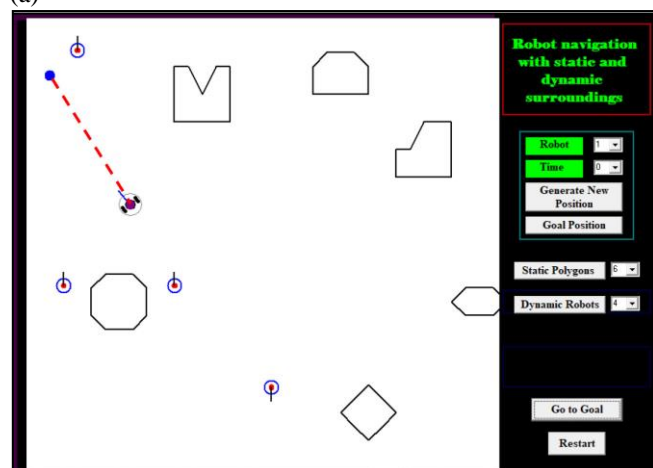 (a)
Robot navigation
with static and
dynamic
surroundings
Robot 1
Time 0
Generate New
Position
Goal Position
Static Polygons 6
Dynamic Robots 4
Go to Goal
Restart